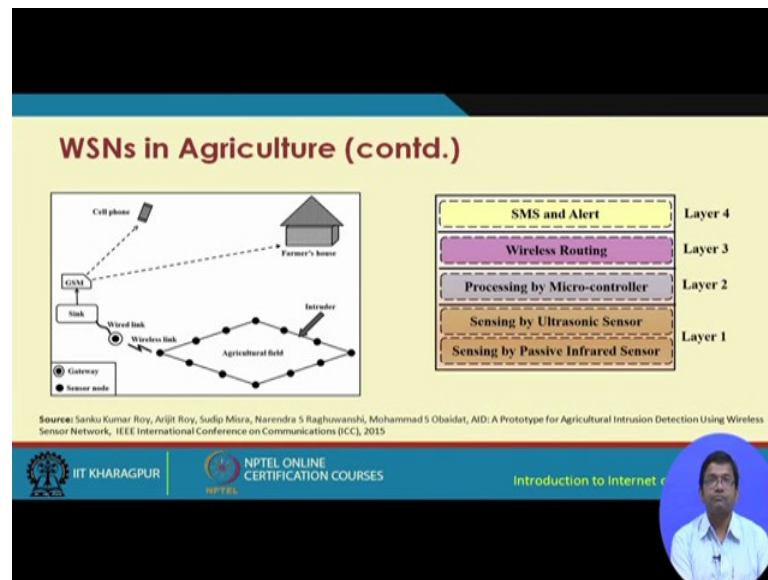 WSNs in Agriculture (contd.)
Cell phone
Farmer's house
GSM
Sink
Wired link
Wireless link
Intruder
Agricultural field
Gateway
Sensor node
SMS and Alert
Layer 4
Wireless Routing
Layer 3
Processing by Micro-controller
Layer 2
Sensing by Ultrasonic Sensor
Layer 1
Sensing by Passive Infrared Sensor
Source: Sanku Kumar Roy, Arijit Roy, Sudip Misra, Narendra S Raghuwanshi, Mohammad S Obaidat, AID: A Prototype for Agricultural Intrusion Detection Using Wireless
Sensor Network, IEEE International Conference on Communications (ICC), 2015
IIT KHARAGPUR
NPTEL
NPTEL ONLINE
CERTIFICATION COURSES
Introduction to Internet